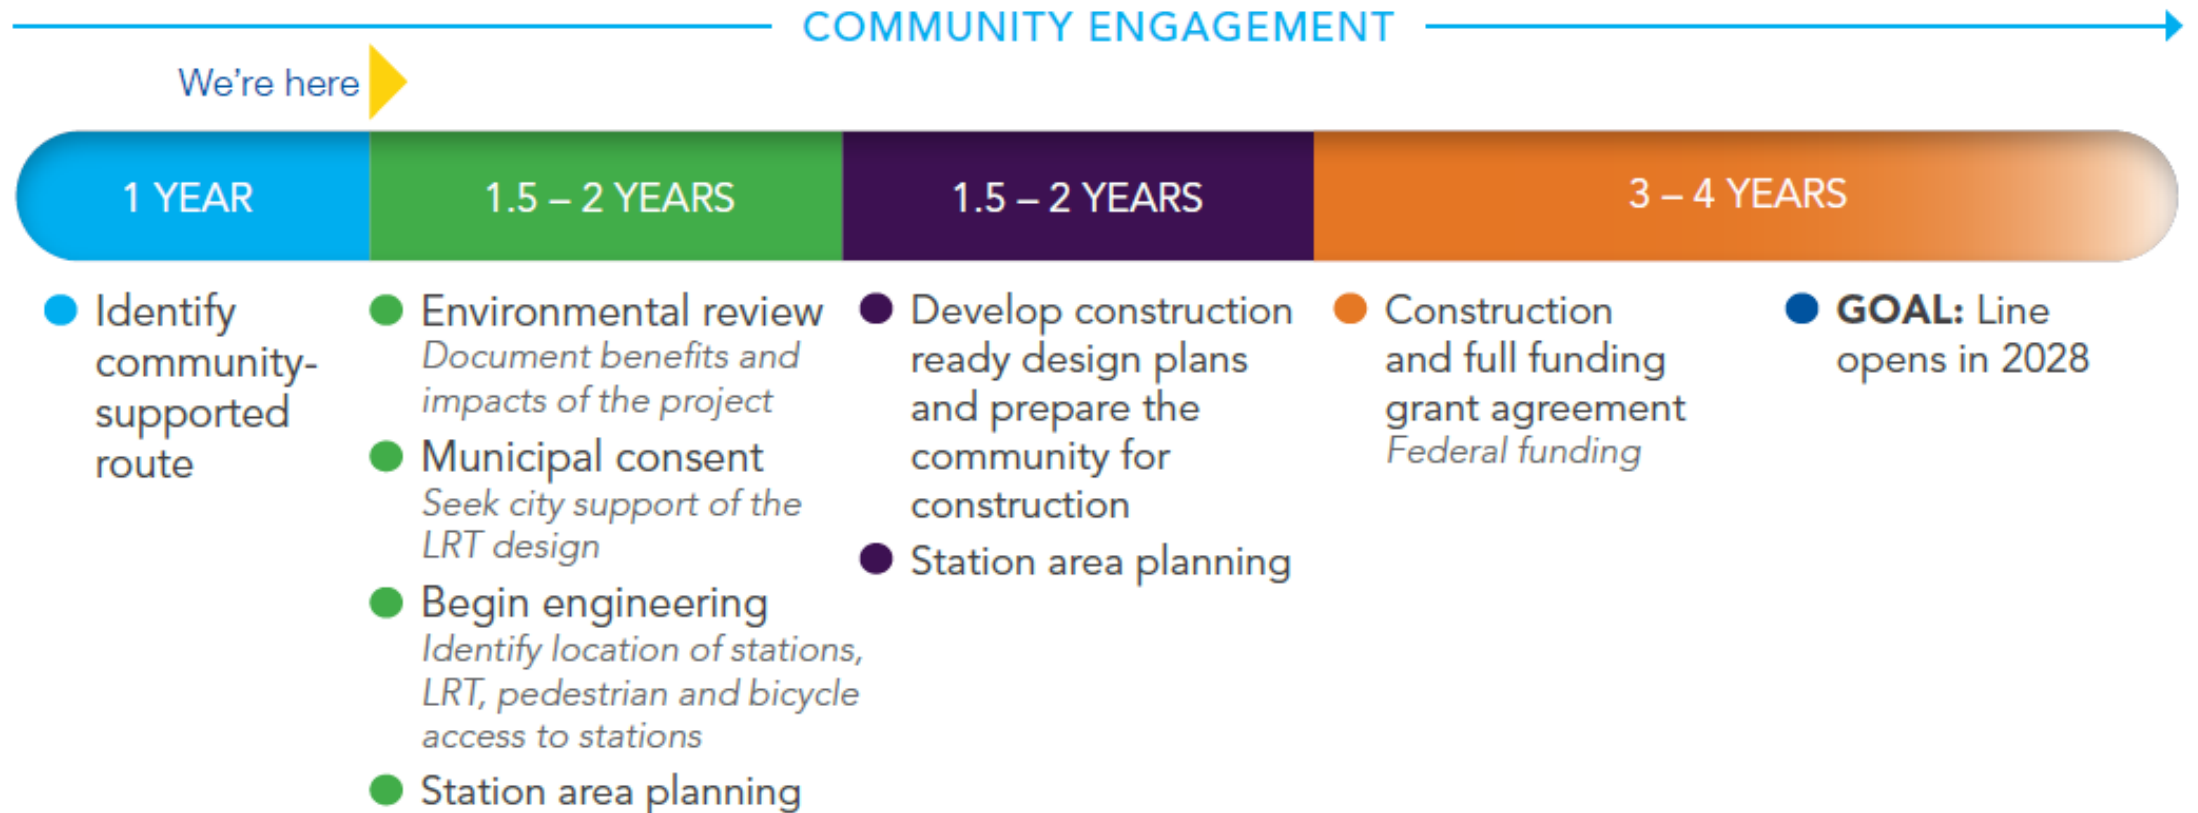 COMMUNITY ENGAGEMENT
We're here
1 YEAR
1.5 – 2 YEARS
1.5 – 2 YEARS
3 – 4 YEARS
Identify
community-
supported
route
Environmental review
Document benefits and
impacts of the project
Municipal consent
Seek city support of the
LRT design
Begin engineering
Identify location of stations,
LRT, pedestrian and bicycle
access to stations
Station area planning
Develop construction
ready design plans
and prepare the
community for
construction
Station area planning
Construction
and full funding
grant agreement
Federal funding
GOAL: Line
opens in 2028